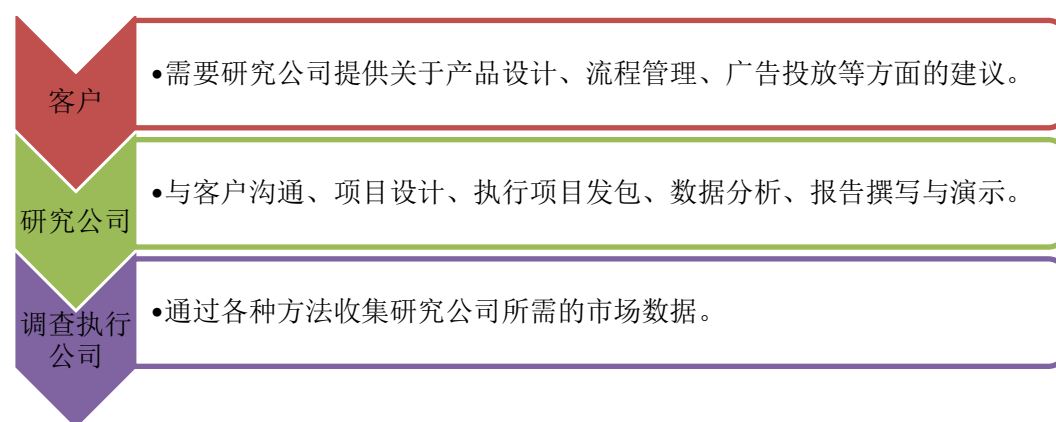 客户
•需要研究公司提供关于产品设计、流程管理、广告投放等方面的建议。
研究公司
•与客户沟通、项目设计、执行项目发包、数据分析、报告撰写与演示。
调查执行
公司
•通过各种方法收集研究公司所需的市场数据。